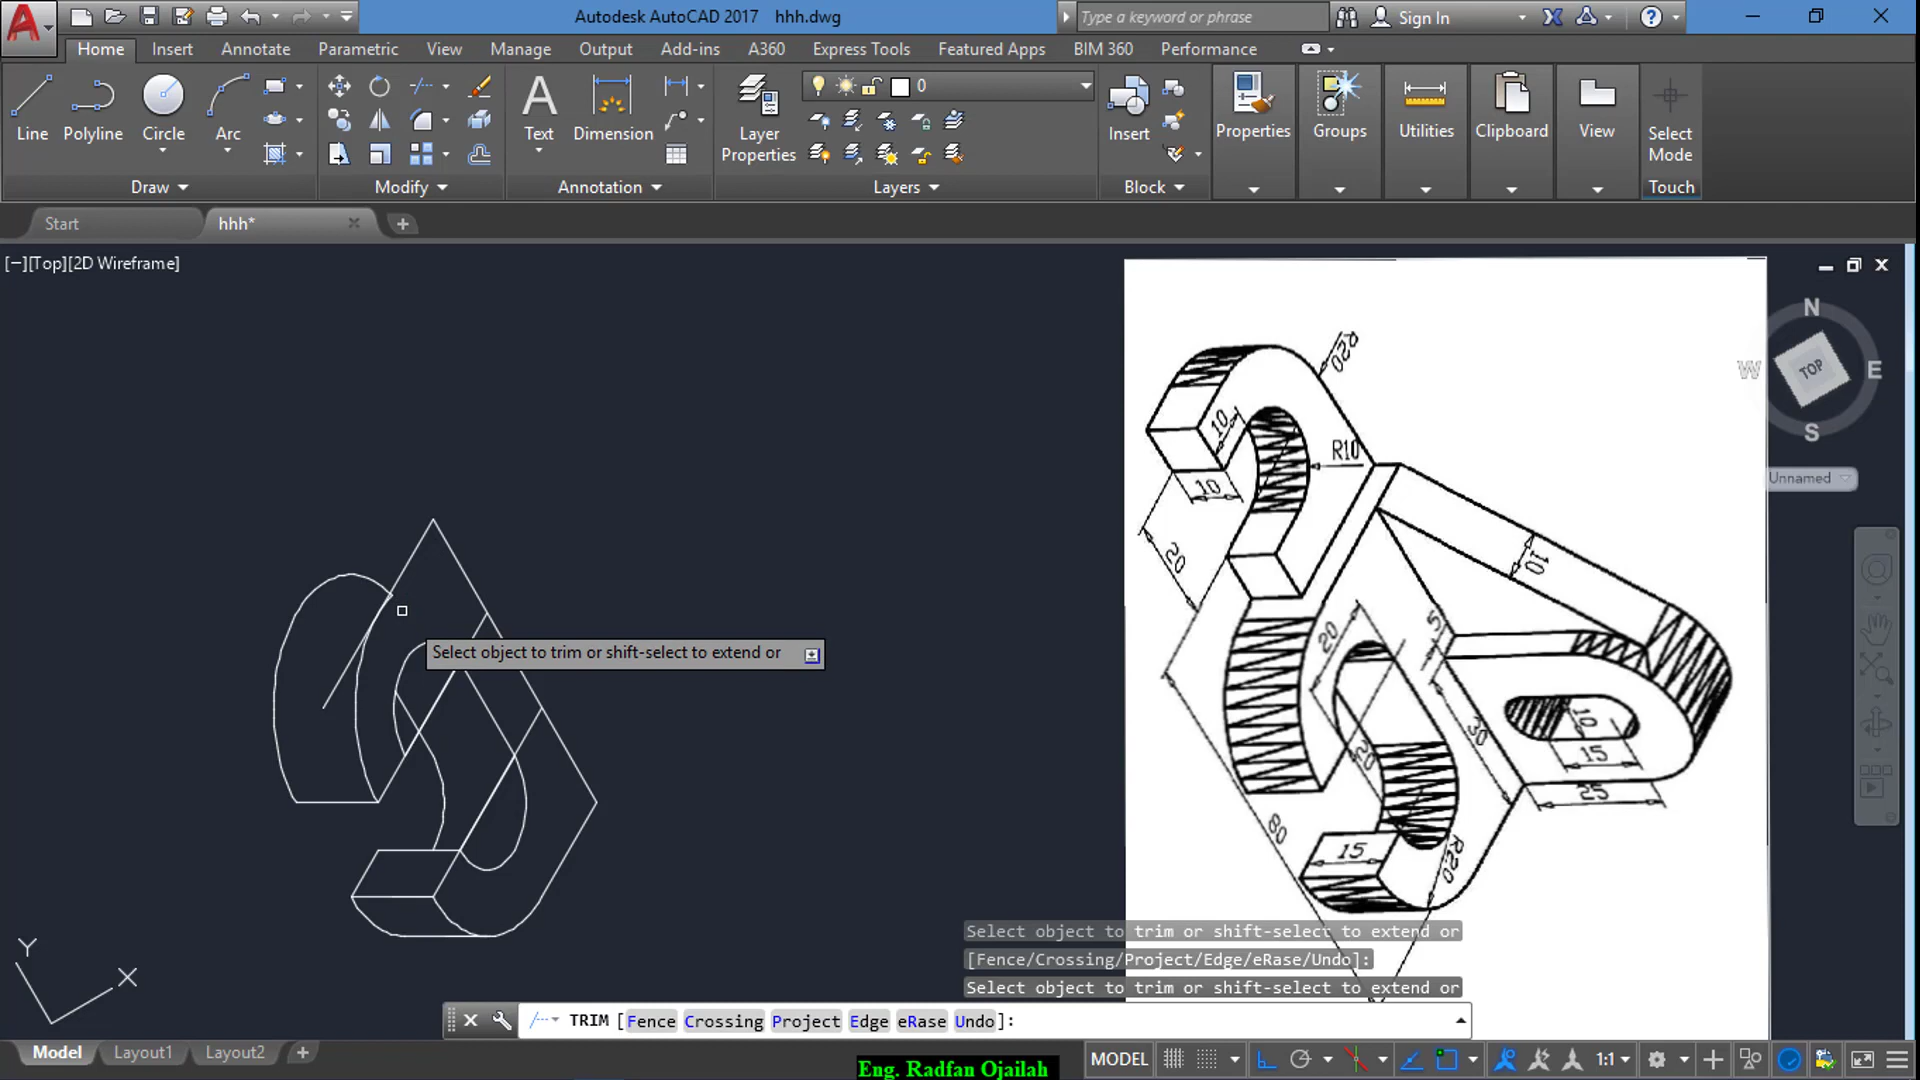 Autodesk AutoCAD 2017 hhh.dwg
Type a keyword or phrase
Sign In
Home Insert Annotate Parametric View Manage Output Add-ins A360 Express Tools Featured Apps BIM 360 Performance
Line Polyline Circle Arc
Text Dimension
Layer Properties
0
Insert
Properties Groups Utilities Clipboard View
Select Mode
Draw Modify Annotation Layers Block Touch
Start hhh*
[−][Top][2D Wireframe]
N
W TOP E
S
Unnamed
R20
10
R10
10
20
10
5
20
30
10
15
20
25
80
15
R20
Select object to trim or shift-select to extend or
Y
X
Select object to trim or shift-select to extend or
[Fence/Crossing/Project/Edge/eRase/Undo]:
Select object to trim or shift-select to extend or
TRIM [Fence Crossing Project Edge eRase Undo]:
Model Layout1 Layout2
MODEL 1:1
Eng. Radfan Ojailah